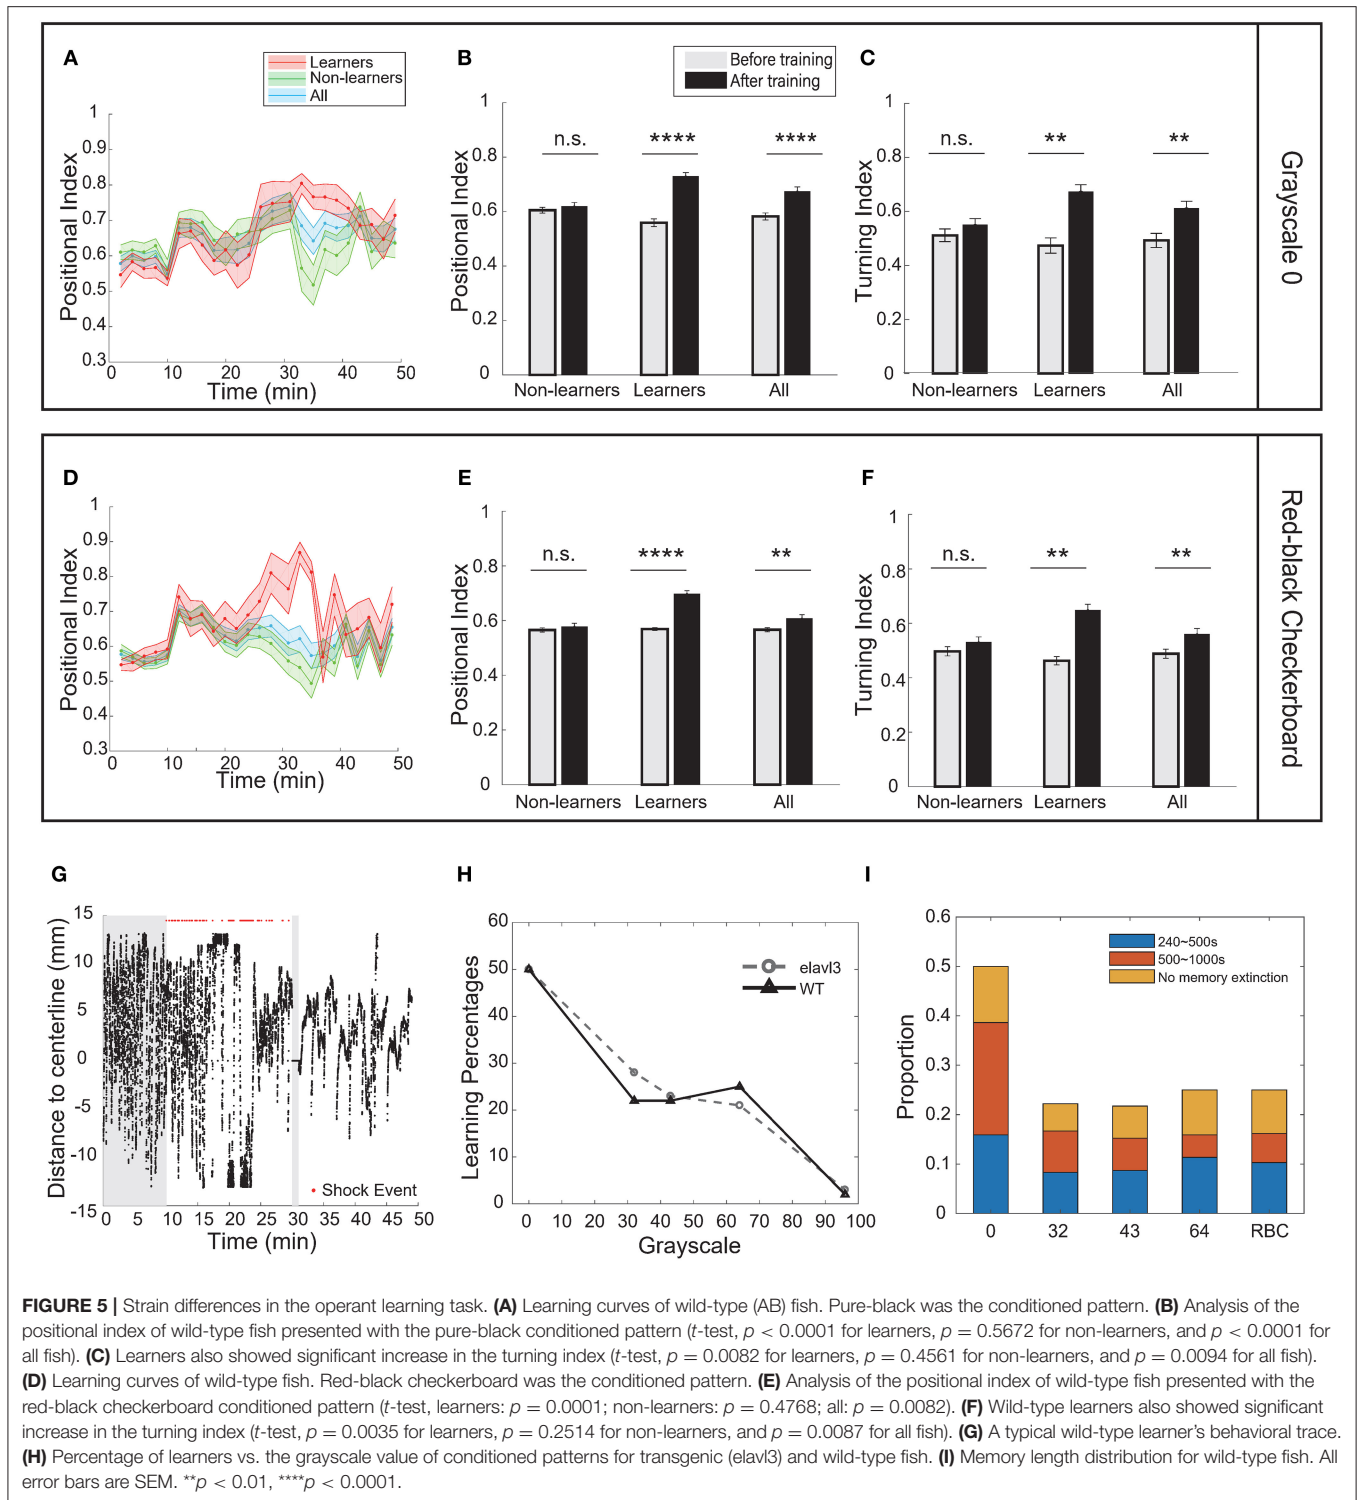 A
Learners
Non-learners
All
1
0.9
0.8
0.7
0.6
0.5
0.4
0.3
Positional Index
0 10 20 30 40 50
Time (min)
B
Before training
After training
1
0.8
0.6
0.4
0.2
0
Positional Index
n.s. **** ****
Non-learners Learners All
C
1
0.8
0.6
0.4
0.2
0
Turning Index
n.s. ** **
Non-learners Learners All
Grayscale 0
D
1
0.9
0.8
0.7
0.6
0.5
0.4
0.3
Positional Index
0 10 20 30 40 50
Time (min)
E
1
0.8
0.6
0.4
0.2
0
Positional Index
n.s. **** **
Non-learners Learners All
F
1
0.8
0.6
0.4
0.2
0
Turning Index
n.s. ** **
Non-learners Learners All
Red-black Checkerboard
G
15
10
5
0
-5
-10
-15
Distance to centerline (mm)
Shock Event
0 5 10 15 20 25 30 35 40 45 50
Time (min)
H
60
50
40
30
20
10
0
Learning Percentages
elavl3
WT
0 10 20 30 40 50 60 70 80 90 100
Grayscale
I
0.6
0.5
0.4
0.3
0.2
0.1
0
Proportion
240~500s
500~1000s
No memory extinction
0 32 43 64 RBC
FIGURE 5 | Strain differences in the operant learning task. (A) Learning curves of wild-type (AB) fish. Pure-black was the conditioned pattern. (B) Analysis of the
positional index of wild-type fish presented with the pure-black conditioned pattern (t-test, p < 0.0001 for learners, p = 0.5672 for non-learners, and p < 0.0001 for
all fish). (C) Learners also showed significant increase in the turning index (t-test, p = 0.0082 for learners, p = 0.4561 for non-learners, and p = 0.0094 for all fish).
(D) Learning curves of wild-type fish. Red-black checkerboard was the conditioned pattern. (E) Analysis of the positional index of wild-type fish presented with the
red-black checkerboard conditioned pattern (t-test, learners: p = 0.0001; non-learners: p = 0.4768; all: p = 0.0082). (F) Wild-type learners also showed significant
increase in the turning index (t-test, p = 0.0035 for learners, p = 0.2514 for non-learners, and p = 0.0087 for all fish). (G) A typical wild-type learner's behavioral trace.
(H) Percentage of learners vs. the grayscale value of conditioned patterns for transgenic (elavl3) and wild-type fish. (I) Memory length distribution for wild-type fish. All
error bars are SEM. **p < 0.01, ****p < 0.0001.